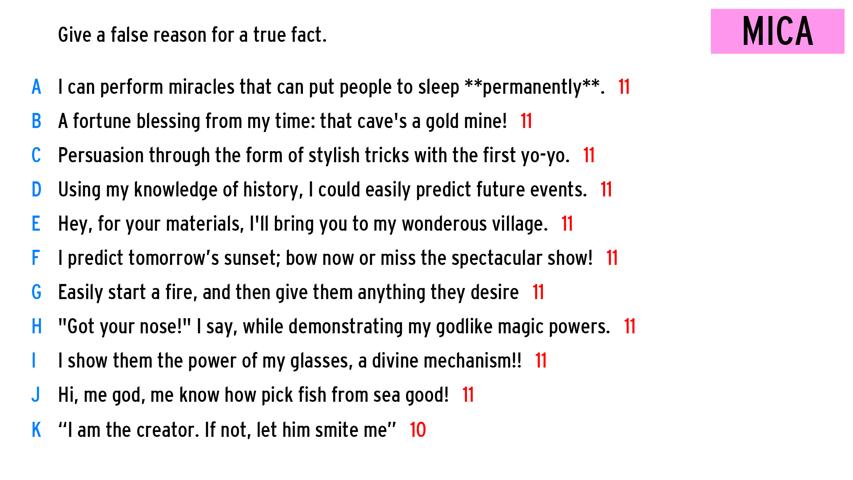 Give a false reason for a true fact.
MICA
A I can perform miracles that can put people to sleep **permanently**. 11
B A fortune blessing from my time: that cave's a gold mine! 11
C Persuasion through the form of stylish tricks with the first yo-yo. 11
D Using my knowledge of history, I could easily predict future events. 11
E Hey, for your materials, I'll bring you to my wonderous village. 11
F I predict tomorrow’s sunset; bow now or miss the spectacular show! 11
G Easily start a fire, and then give them anything they desire 11
H "Got your nose!" I say, while demonstrating my godlike magic powers. 11
I I show them the power of my glasses, a divine mechanism!! 11
J Hi, me god, me know how pick fish from sea good! 11
K “I am the creator. If not, let him smite me” 10